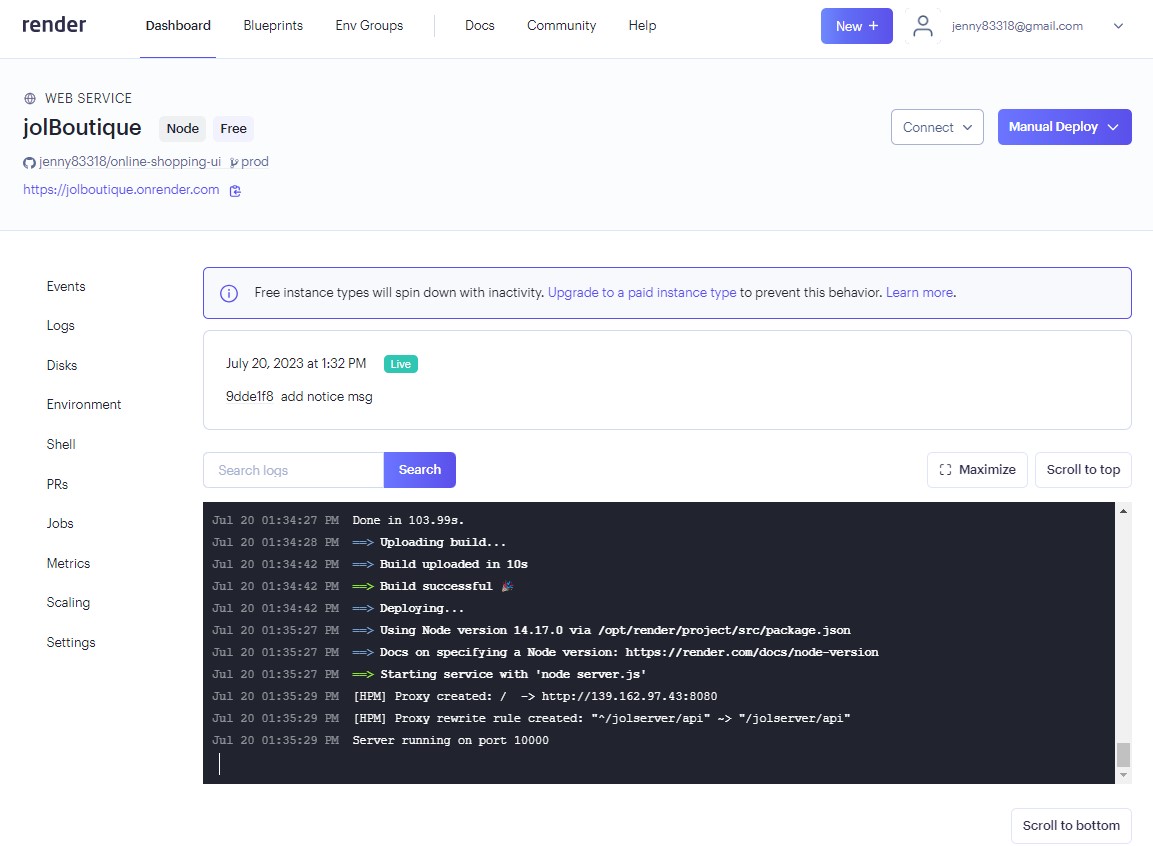 render Dashboard Blueprints Env Groups Docs Community Help New + jenny83318@gmail.com
WEB SERVICE
jolBoutique Node Free Connect Manual Deploy
jenny83318/online-shopping-ui prod
https://jolboutique.onrender.com
Events
Logs
Disks
Environment
Shell
PRs
Jobs
Metrics
Scaling
Settings
Free instance types will spin down with inactivity. Upgrade to a paid instance type to prevent this behavior. Learn more.
July 20, 2023 at 1:32 PM Live
9dde1f8 add notice msg
Search logs Search Maximize Scroll to top
Jul 20 01:34:27 PM Done in 103.99s.
Jul 20 01:34:28 PM ==> Uploading build...
Jul 20 01:34:42 PM ==> Build uploaded in 10s
Jul 20 01:34:42 PM ==> Build successful 🎉
Jul 20 01:34:42 PM ==> Deploying...
Jul 20 01:35:27 PM ==> Using Node version 14.17.0 via /opt/render/project/src/package.json
Jul 20 01:35:27 PM ==> Docs on specifying a Node version: https://render.com/docs/node-version
Jul 20 01:35:27 PM ==> Starting service with 'node server.js'
Jul 20 01:35:29 PM [HPM] Proxy created: / -> http://139.162.97.43:8080
Jul 20 01:35:29 PM [HPM] Proxy rewrite rule created: "^/jolserver/api" ~> "/jolserver/api"
Jul 20 01:35:29 PM Server running on port 10000
Scroll to bottom